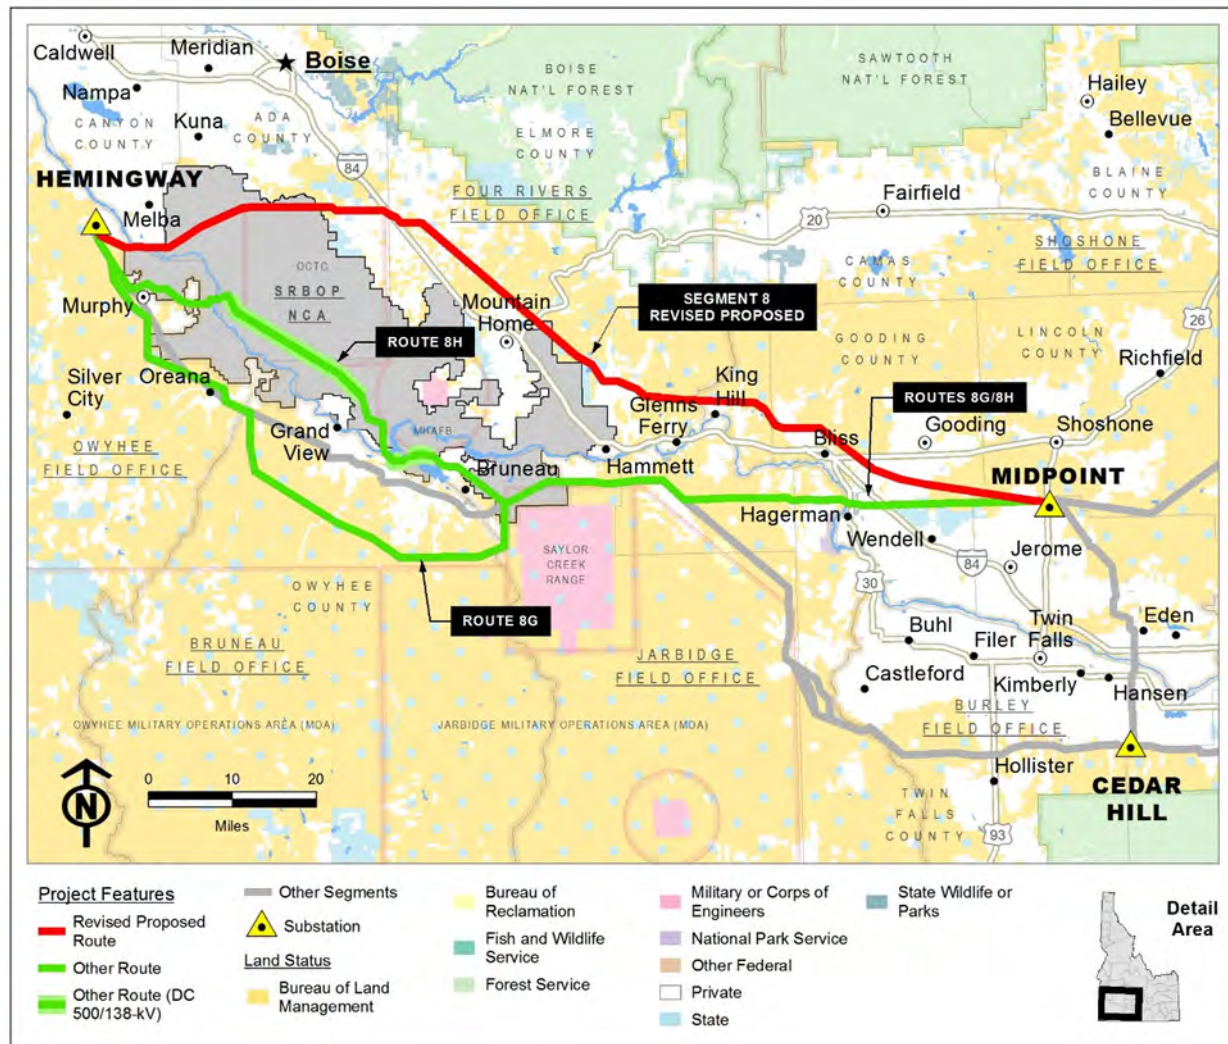 Caldwell
Meridian
Boise
Nampa
CANYON
COUNTY
Kuna
ADA
COUNTY
84
BOISE
NAT'L FOREST
SAWTOOTH
NAT'L FOREST
ELMORE
COUNTY
Hailey
Bellevue
BLAINE
COUNTY
HEMINGWAY
Melba
FOUR RIVERS
FIELD OFFICE
20
Fairfield
SHOSHONE
FIELD OFFICE
CAMAS
COUNTY
OCTC
SRBOP
NCA
Murphy
Mountain
Home
SEGMENT 8
REVISED PROPOSED
GOODING
COUNTY
LINCOLN
COUNTY
26
Richfield
ROUTE 8H
Silver
City
Oreana
King
Hill
Glenns
Ferry
ROUTES 8G/8H
Gooding
Shoshone
Bliss
OWYHEE
FIELD OFFICE
Grand
View
MHAFB
Bruneau
Hammett
MIDPOINT
Hagerman
Wendell
84
Jerome
SAYLOR
CREEK
RANGE
30
OWYHEE
COUNTY
ROUTE 8G
BRUNEAU
FIELD OFFICE
JARBIDGE
FIELD OFFICE
Buhl
Filer
Twin
Falls
Eden
Castleford
Kimberly
Hansen
BURLEY
FIELD OFFICE
OWYHEE MILITARY OPERATIONS AREA (MOA)
JARBIDGE MILITARY OPERATIONS AREA (MOA)
Hollister
CEDAR
HILL
TWIN
FALLS
COUNTY
93
N
0 10 20
Miles
Project Features
Revised Proposed
Route
Other Route
Other Route (DC
500/138-kV)
Other Segments
Substation
Land Status
Bureau of Land
Management
Bureau of
Reclamation
Fish and Wildlife
Service
Forest Service
Military or Corps of
Engineers
National Park Service
Other Federal
Private
State
State Wildlife or
Parks
Detail
Area